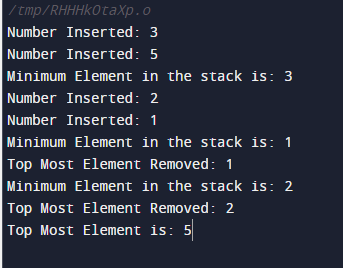 /tmp/RHHHkOtaXp.o
Number Inserted: 3
Number Inserted: 5
Minimum Element in the stack is: 3
Number Inserted: 2
Number Inserted: 1
Minimum Element in the stack is: 1
Top Most Element Removed: 1
Minimum Element in the stack is: 2
Top Most Element Removed: 2
Top Most Element is: 5